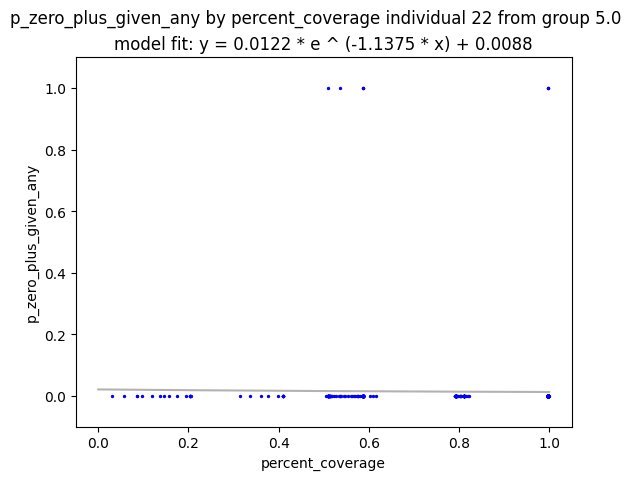 p_zero_plus_given_any by percent_coverage individual 22 from group 5.0
model fit: y = 0.0122 * e ^ (-1.1375 * x) + 0.0088
1.0
0.8
0.6
0.4
0.2
0.0
p_zero_plus_given_any
0.0 0.2 0.4 0.6 0.8 1.0
percent_coverage